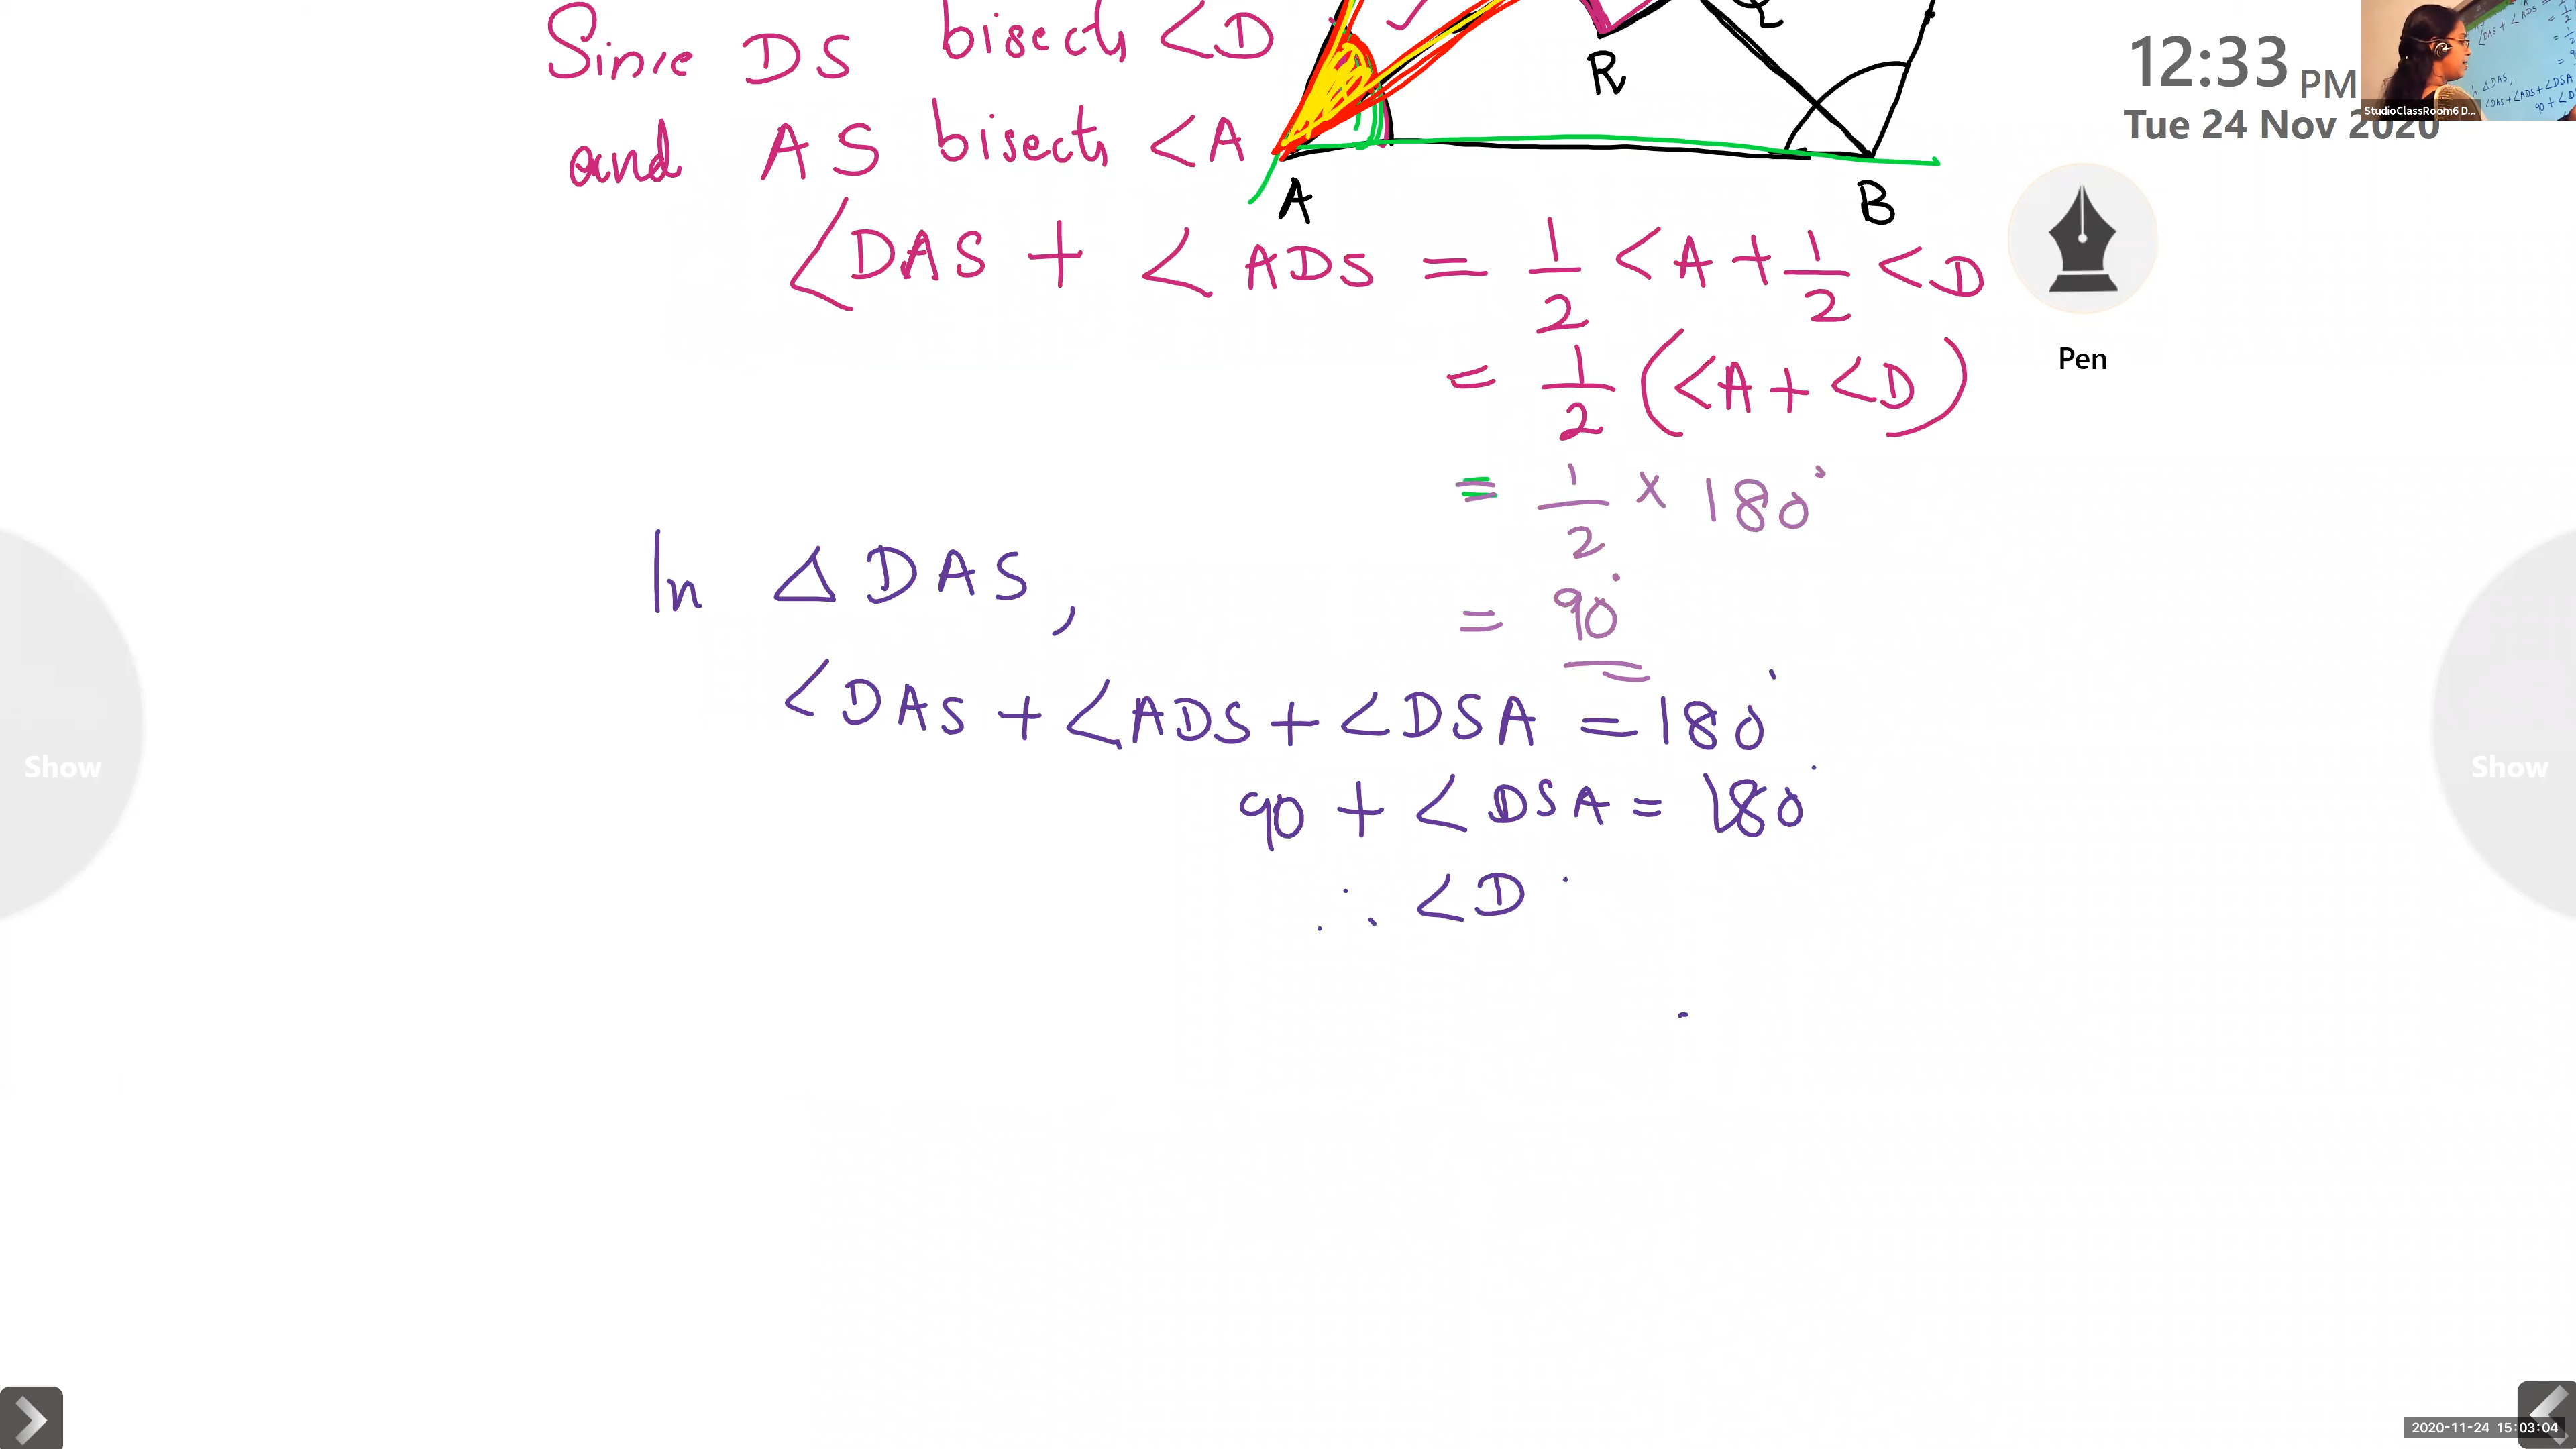 Since DS bisects <D
and AS bisects <A
R
Q
A
B
<DAS + <ADS = 1/2 <A + 1/2 <D
= 1/2 (<A + <D)
= 1/2 × 180°
= 90°
In △ DAS,
<DAS + <ADS + <DSA = 180°
90 + <DSA = 180°
∴ <D
12:33 PM
Tue 24 Nov 2020
StudioClassRoom6 D...
Pen
Show
Show
2020-11-24 15:03:04